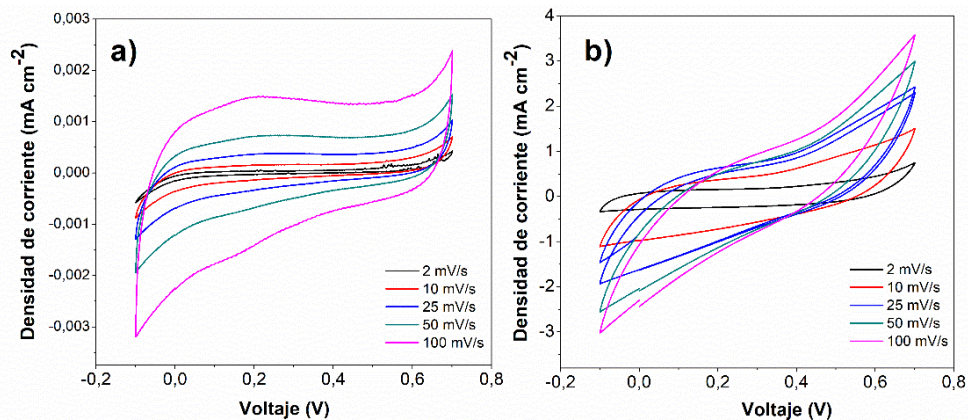 a)
Densidad de corriente (mA cm-2)
0,003
0,002
0,001
0,000
-0,001
-0,002
-0,003
2 mV/s
10 mV/s
25 mV/s
50 mV/s
100 mV/s
-0,2 0,0 0,2 0,4 0,6 0,8
Voltaje (V)
b)
Densidad de corriente (mA cm-2)
4
3
2
1
0
-1
-2
-3
2 mV/s
10 mV/s
25 mV/s
50 mV/s
100 mV/s
-0,2 0,0 0,2 0,4 0,6 0,8
Voltaje (V)